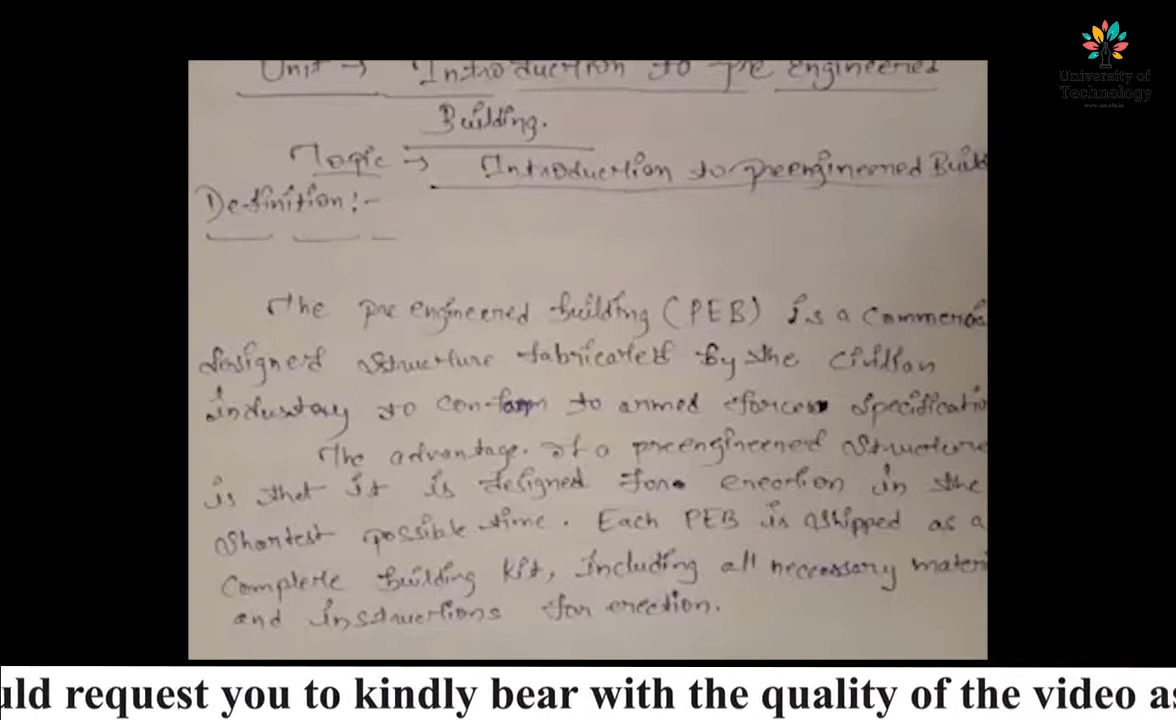 University of
Technology
Unit → Introduction to pre engineered
Building.
Topic → Introduction to preengineered Build
Definition :-
The pre engineered building (PEB) is a commerci
designed structure fabricated by the civilian
industry to conform to armed forces specificatio
The advantage of a preengineered structure
is that it is designed for erection in the
shortest possible time. Each PEB is shipped as a
complete building kit, including all necessary materi
and instructions for erection.
uld request you to kindly bear with the quality of the video as